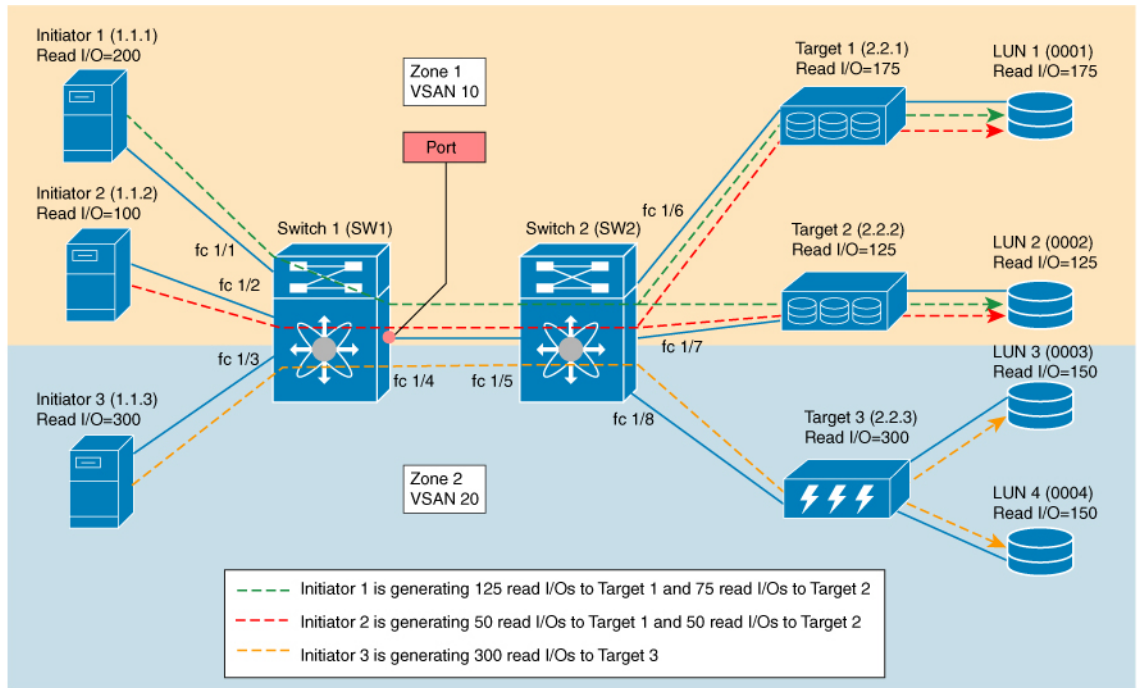 Initiator 1 (1.1.1)
Read I/O=200
Zone 1
VSAN 10
Port
Target 1 (2.2.1)
Read I/O=175
LUN 1 (0001)
Read I/O=175
Initiator 2 (1.1.2)
Read I/O=100
Switch 1 (SW1)
Switch 2 (SW2)
fc 1/1
fc 1/2
fc 1/3
fc 1/4
fc 1/5
fc 1/6
fc 1/7
fc 1/8
Target 2 (2.2.2)
Read I/O=125
LUN 2 (0002)
Read I/O=125
Initiator 3 (1.1.3)
Read I/O=300
Zone 2
VSAN 20
Target 3 (2.2.3)
Read I/O=300
LUN 3 (0003)
Read I/O=150
LUN 4 (0004)
Read I/O=150
Initiator 1 is generating 125 read I/Os to Target 1 and 75 read I/Os to Target 2
Initiator 2 is generating 50 read I/Os to Target 1 and 50 read I/Os to Target 2
Initiator 3 is generating 300 read I/Os to Target 3